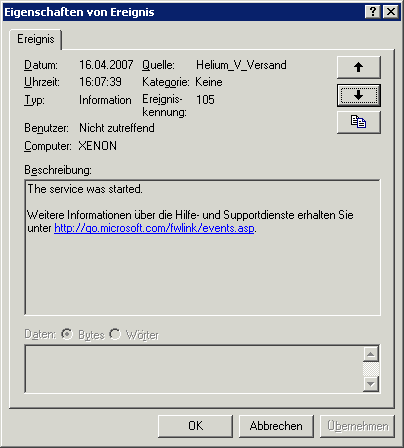 Eigenschaften von Ereignis
Ereignis
Datum: 16.04.2007 Quelle: Helium_V_Versand
Uhrzeit: 16:07:39 Kategorie: Keine
Typ: Information Ereignis-kennung: 105
Benutzer: Nicht zutreffend
Computer: XENON
Beschreibung:
The service was started.
Weitere Informationen über die Hilfe- und Supportdienste erhalten Sie
unter http://go.microsoft.com/fwlink/events.asp.
Daten: Bytes Wörter
OK Abbrechen Übernehmen